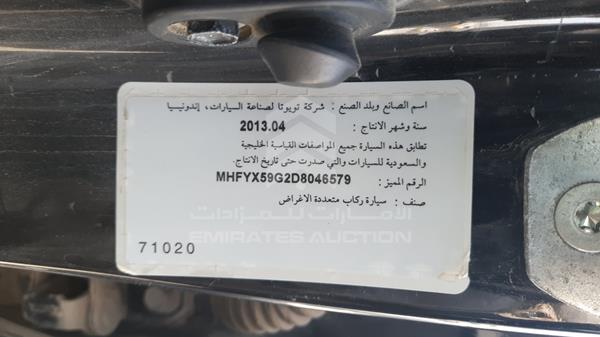 اسم الصانع وبلد الصنع : شركة تويوتا لصناعة السيارات، إندونيسيا
سنة وشهر الانتاج : 2013.04
تطابق هذه السيارة جميع المواصفات القياسية الخليجية
والسعودية للسيارات والتي صدرت حتى تاريخ الانتاج.
الرقم المميز : MHFYX59G2D8046579
صنف : سيارة ركاب متعددة الاغراض
الإمارات للمزادات
EMIRATES AUCTION
71020